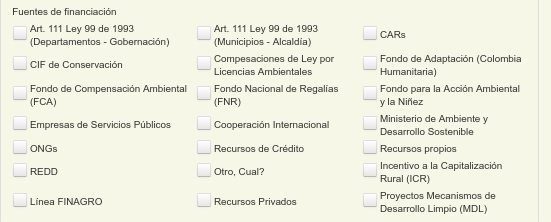 Fuentes de financiación
Art. 111 Ley 99 de 1993
(Departamentos - Gobernación)
Art. 111 Ley 99 de 1993
(Municipios - Alcaldía)
CARs
CIF de Conservación
Compesaciones de Ley por
Licencias Ambientales
Fondo de Adaptación (Colombia
Humanitaria)
Fondo de Compensación Ambiental
(FCA)
Fondo Nacional de Regalías
(FNR)
Fondo para la Acción Ambiental
y la Niñez
Empresas de Servicios Públicos
Cooperación Internacional
Ministerio de Ambiente y
Desarrollo Sostenible
ONGs
Recursos de Crédito
Recursos propios
REDD
Otro, Cual?
Incentivo a la Capitalización
Rural (ICR)
Línea FINAGRO
Recursos Privados
Proyectos Mecanismos de
Desarrollo Limpio (MDL)